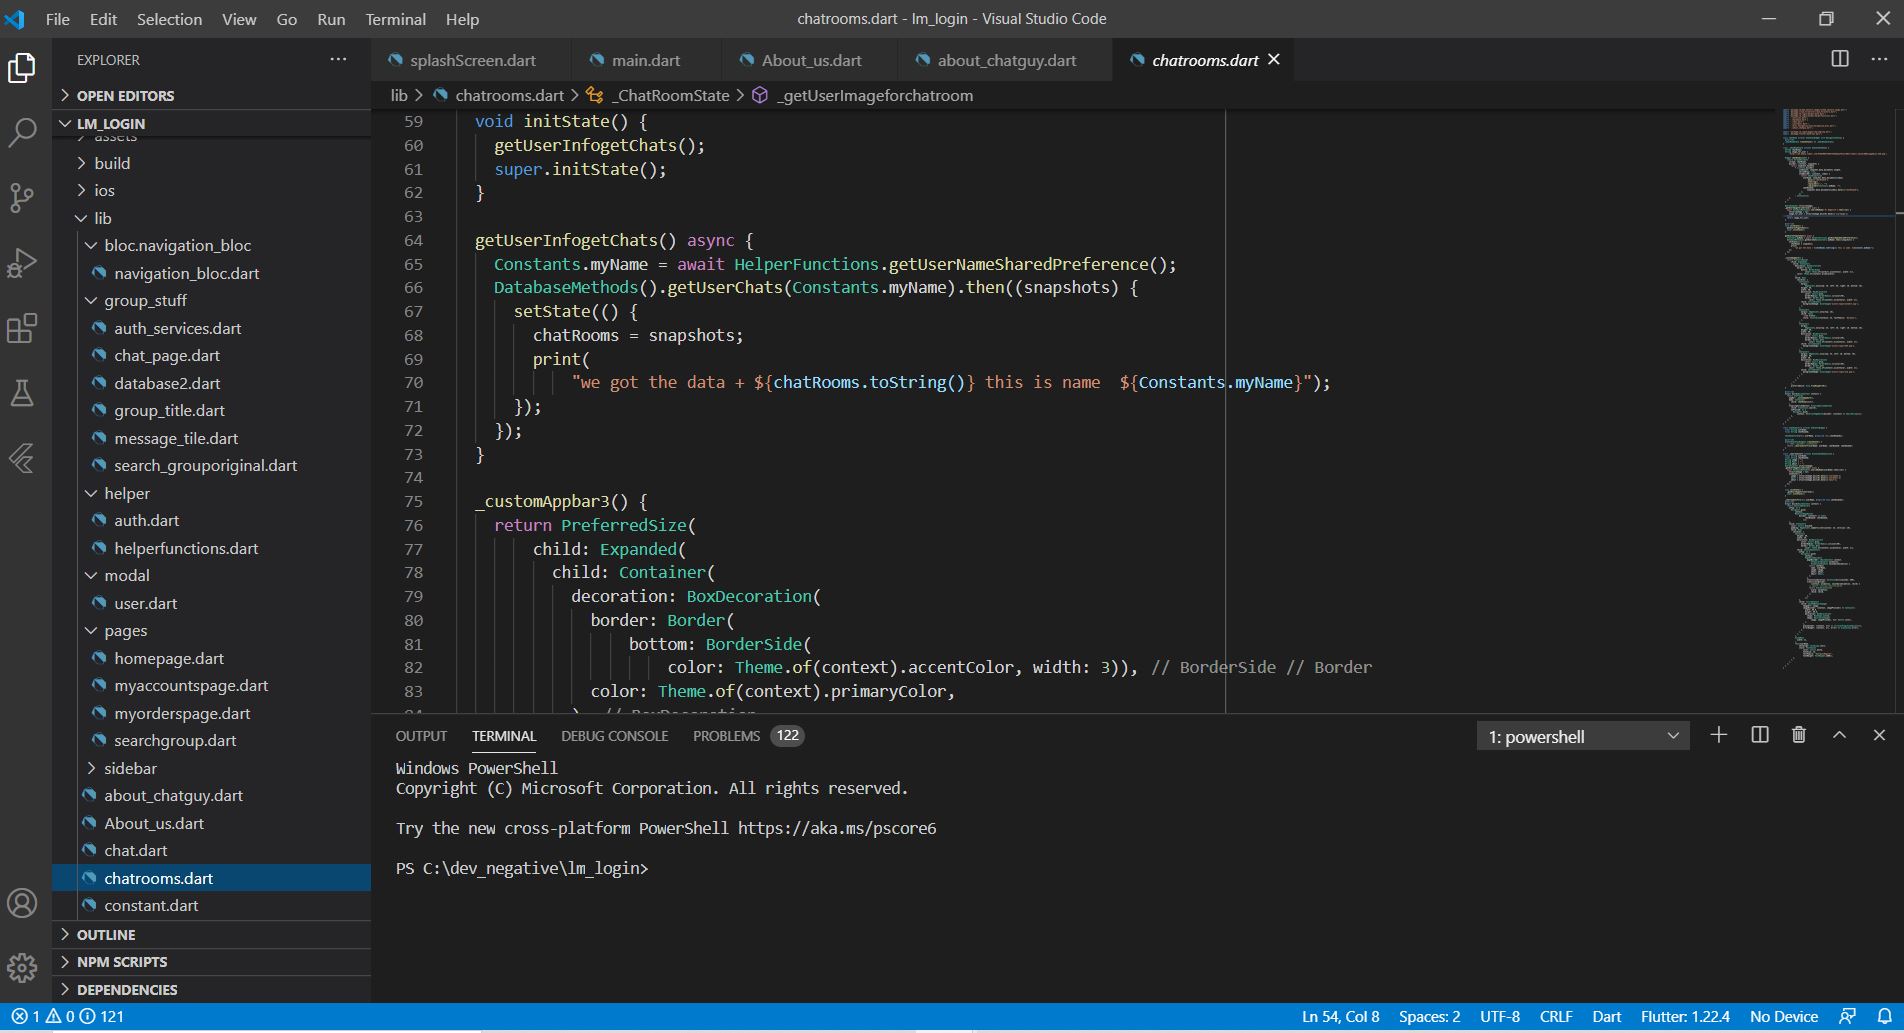 File Edit Selection View Go Run Terminal Help
chatrooms.dart - lm_login - Visual Studio Code
EXPLORER
OPEN EDITORS
LM_LOGIN
assets
build
ios
lib
bloc.navigation_bloc
navigation_bloc.dart
group_stuff
auth_services.dart
chat_page.dart
database2.dart
group_title.dart
message_tile.dart
search_grouporiginal.dart
helper
auth.dart
helperfunctions.dart
modal
user.dart
pages
homepage.dart
myaccountspage.dart
myorderspage.dart
searchgroup.dart
sidebar
about_chatguy.dart
About_us.dart
chat.dart
chatrooms.dart
constant.dart
OUTLINE
NPM SCRIPTS
DEPENDENCIES
splashScreen.dart main.dart About_us.dart about_chatguy.dart chatrooms.dart
lib > chatrooms.dart > _ChatRoomState > _getUserImageforchatroom
59 void initState() {
60 getUserInfogetChats();
61 super.initState();
62 }
63
64 getUserInfogetChats() async {
65 Constants.myName = await HelperFunctions.getUserNameSharedPreference();
66 DatabaseMethods().getUserChats(Constants.myName).then((snapshots) {
67 setState(() {
68 chatRooms = snapshots;
69 print(
70 "we got the data + ${chatRooms.toString()} this is name  ${Constants.myName}");
71 });
72 });
73 }
74
75 _customAppbar3() {
76 return PreferredSize(
77 child: Expanded(
78 child: Container(
79 decoration: BoxDecoration(
80 border: Border(
81 bottom: BorderSide(
82 color: Theme.of(context).accentColor, width: 3)), // BorderSide // Border
83 color: Theme.of(context).primaryColor,
84 ), // BoxDecoration
OUTPUT TERMINAL DEBUG CONSOLE PROBLEMS 122
1: powershell
Windows PowerShell
Copyright (C) Microsoft Corporation. All rights reserved.
Try the new cross-platform PowerShell https://aka.ms/pscore6
PS C:\dev_negative\lm_login>
1 0 121
Ln 54, Col 8 Spaces: 2 UTF-8 CRLF Dart Flutter: 1.22.4 No Device